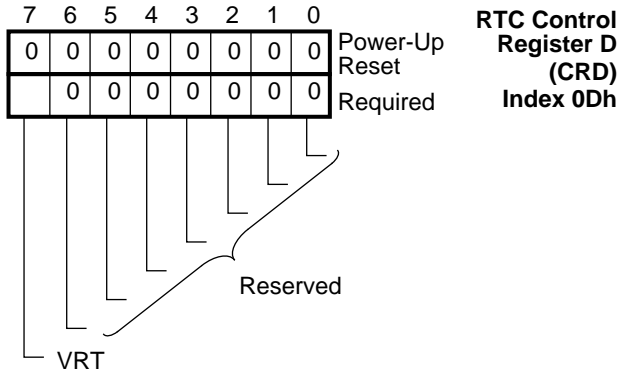 7 6 5 4 3 2 1 0
RTC Control
Register D
(CRD)
Index 0Dh
0 0 0 0 0 0 0 0
Power-Up
Reset
0 0 0 0 0 0 0
Required
Reserved
VRT